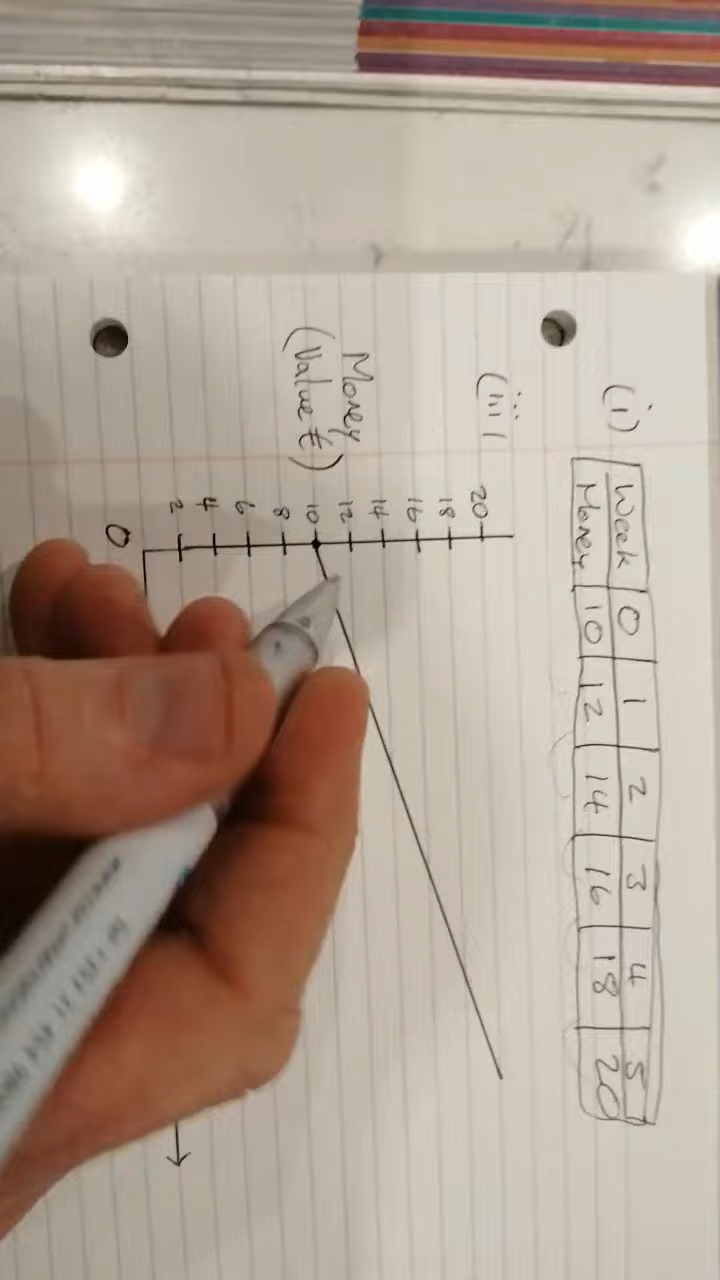 (i)
Week 0 1 2 3 4 5
Money 10 12 14 16 18 20
(iii)
20
18
16
14
12
10
8
6
4
2
0
Money
(Value €)